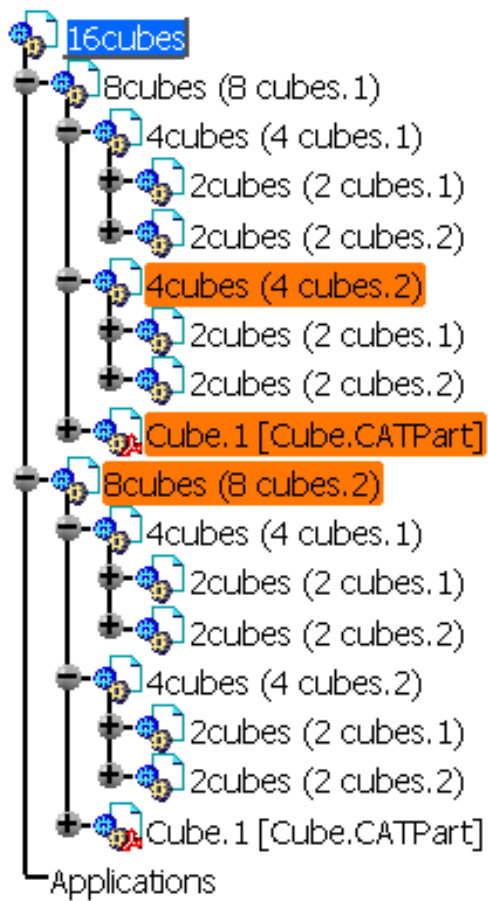 16cubes
8cubes (8 cubes.1)
4cubes (4 cubes.1)
2cubes (2 cubes.1)
2cubes (2 cubes.2)
4cubes (4 cubes.2)
2cubes (2 cubes.1)
2cubes (2 cubes.2)
Cube.1 [Cube.CATPart]
8cubes (8 cubes.2)
4cubes (4 cubes.1)
2cubes (2 cubes.1)
2cubes (2 cubes.2)
4cubes (4 cubes.2)
2cubes (2 cubes.1)
2cubes (2 cubes.2)
Cube.1 [Cube.CATPart]
Applications